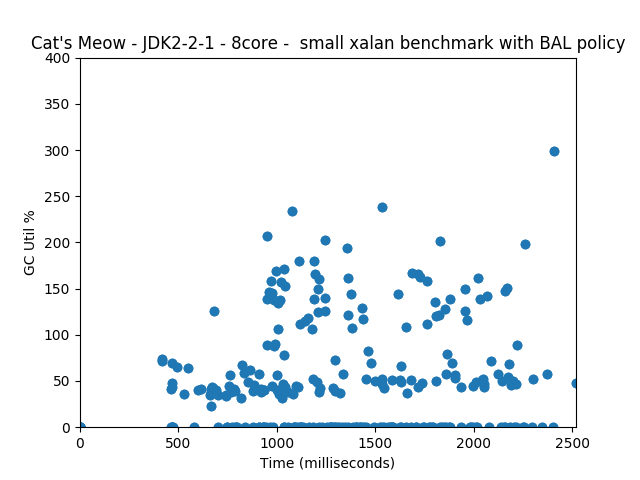 Cat's Meow - JDK2-2-1 - 8core -  small xalan benchmark with BAL policy
400
350
300
250
200
150
100
50
0
GC Util %
0 500 1000 1500 2000 2500
Time (milliseconds)